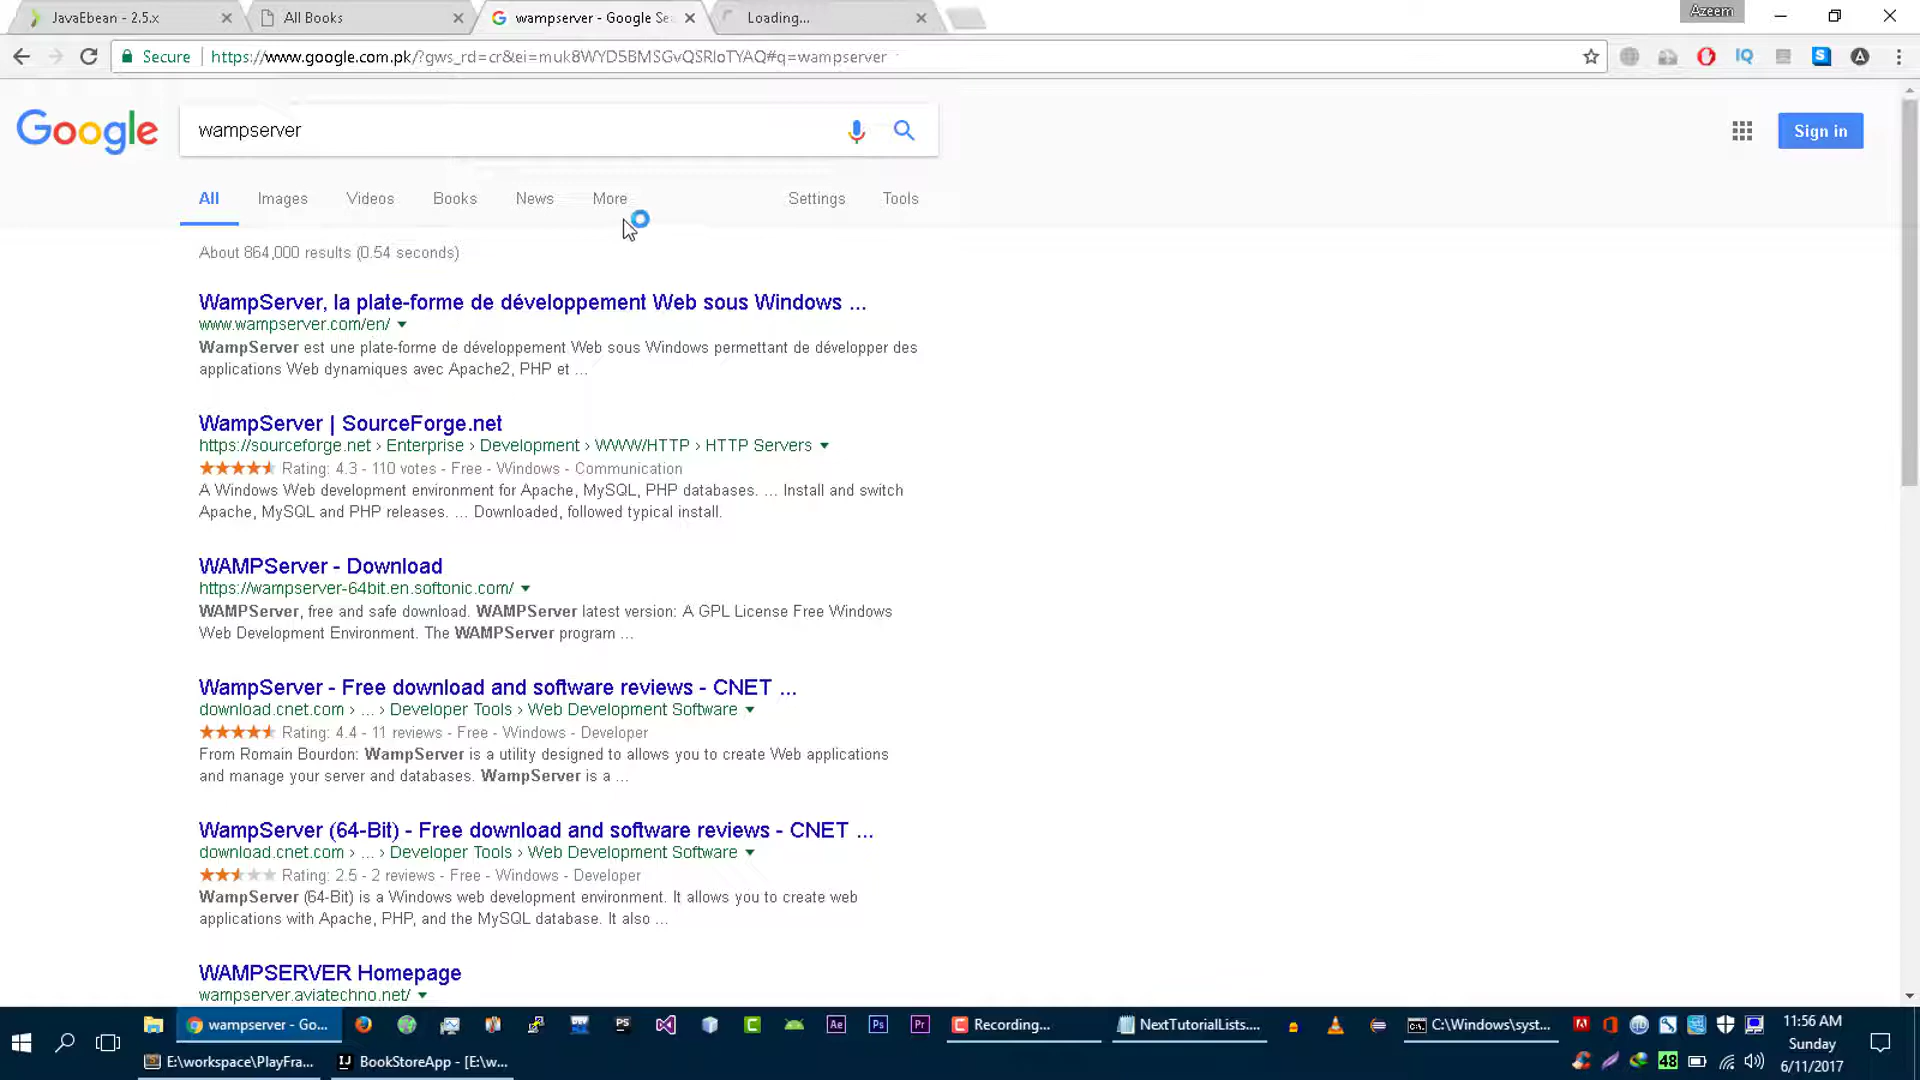 JavaEbean - 2.5.x
All Books
wampserver - Google Sea
Loading...
Azeem
Secure
https://www.google.com.pk/?gws_rd=cr&ei=muk8WYD5BMSGvQSRIoTYAQ#q=wampserver
Google
wampserver
Sign in
All
Images
Videos
Books
News
More
Settings
Tools
About 864,000 results (0.54 seconds)
WampServer, la plate-forme de développement Web sous Windows ...
www.wampserver.com/en/
WampServer est une plate-forme de développement Web sous Windows permettant de développer des
applications Web dynamiques avec Apache2, PHP et ...
WampServer | SourceForge.net
https://sourceforge.net › Enterprise › Development › WWW/HTTP › HTTP Servers
Rating: 4.3 - 110 votes - Free - Windows - Communication
A Windows Web development environment for Apache, MySQL, PHP databases. ... Install and switch
Apache, MySQL and PHP releases. ... Downloaded, followed typical install.
WAMPServer - Download
https://wampserver-64bit.en.softonic.com/
WAMPServer, free and safe download. WAMPServer latest version: A GPL License Free Windows
Web Development Environment. The WAMPServer program ...
WampServer - Free download and software reviews - CNET ...
download.cnet.com › ... › Developer Tools › Web Development Software
Rating: 4.4 - 11 reviews - Free - Windows - Developer
From Romain Bourdon: WampServer is a utility designed to allows you to create Web applications
and manage your server and databases. WampServer is a ...
WampServer (64-Bit) - Free download and software reviews - CNET ...
download.cnet.com › ... › Developer Tools › Web Development Software
Rating: 2.5 - 2 reviews - Free - Windows - Developer
WampServer (64-Bit) is a Windows web development environment. It allows you to create web
applications with Apache, PHP, and the MySQL database. It also ...
WAMPSERVER Homepage
wampserver.aviatechno.net/
wampserver - Go...
PS
Ae
Ps
Pr
Recording...
NextTutorialLists....
C:\Windows\syst...
11:56 AM
Sunday
6/11/2017
E:\workspace\PlayFra...
BookStoreApp - [E:\w...
48